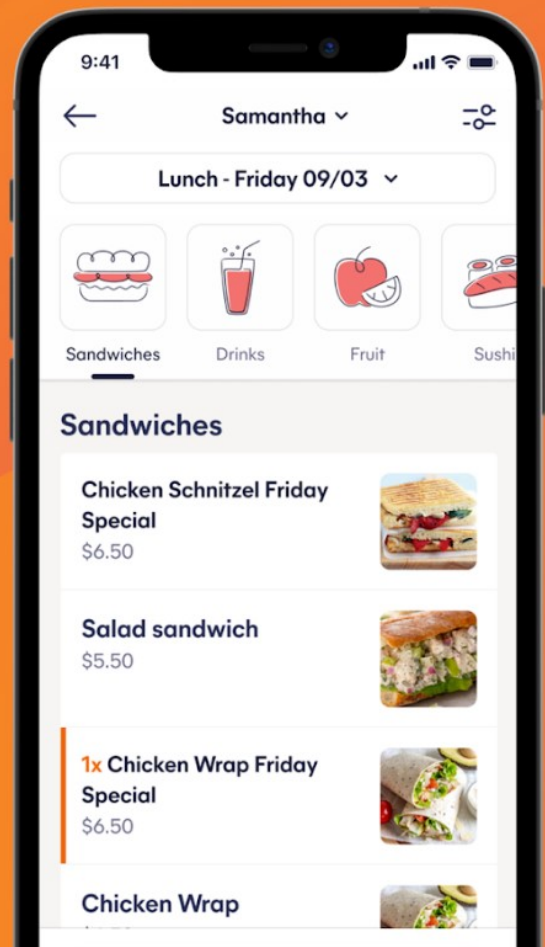 9:41
Samantha
Lunch - Friday 09/03
Sandwiches
Drinks
Fruit
Sushi
Sandwiches
Chicken Schnitzel Friday
Special
$6.50
Salad sandwich
$5.50
1x Chicken Wrap Friday
Special
$6.50
Chicken Wrap